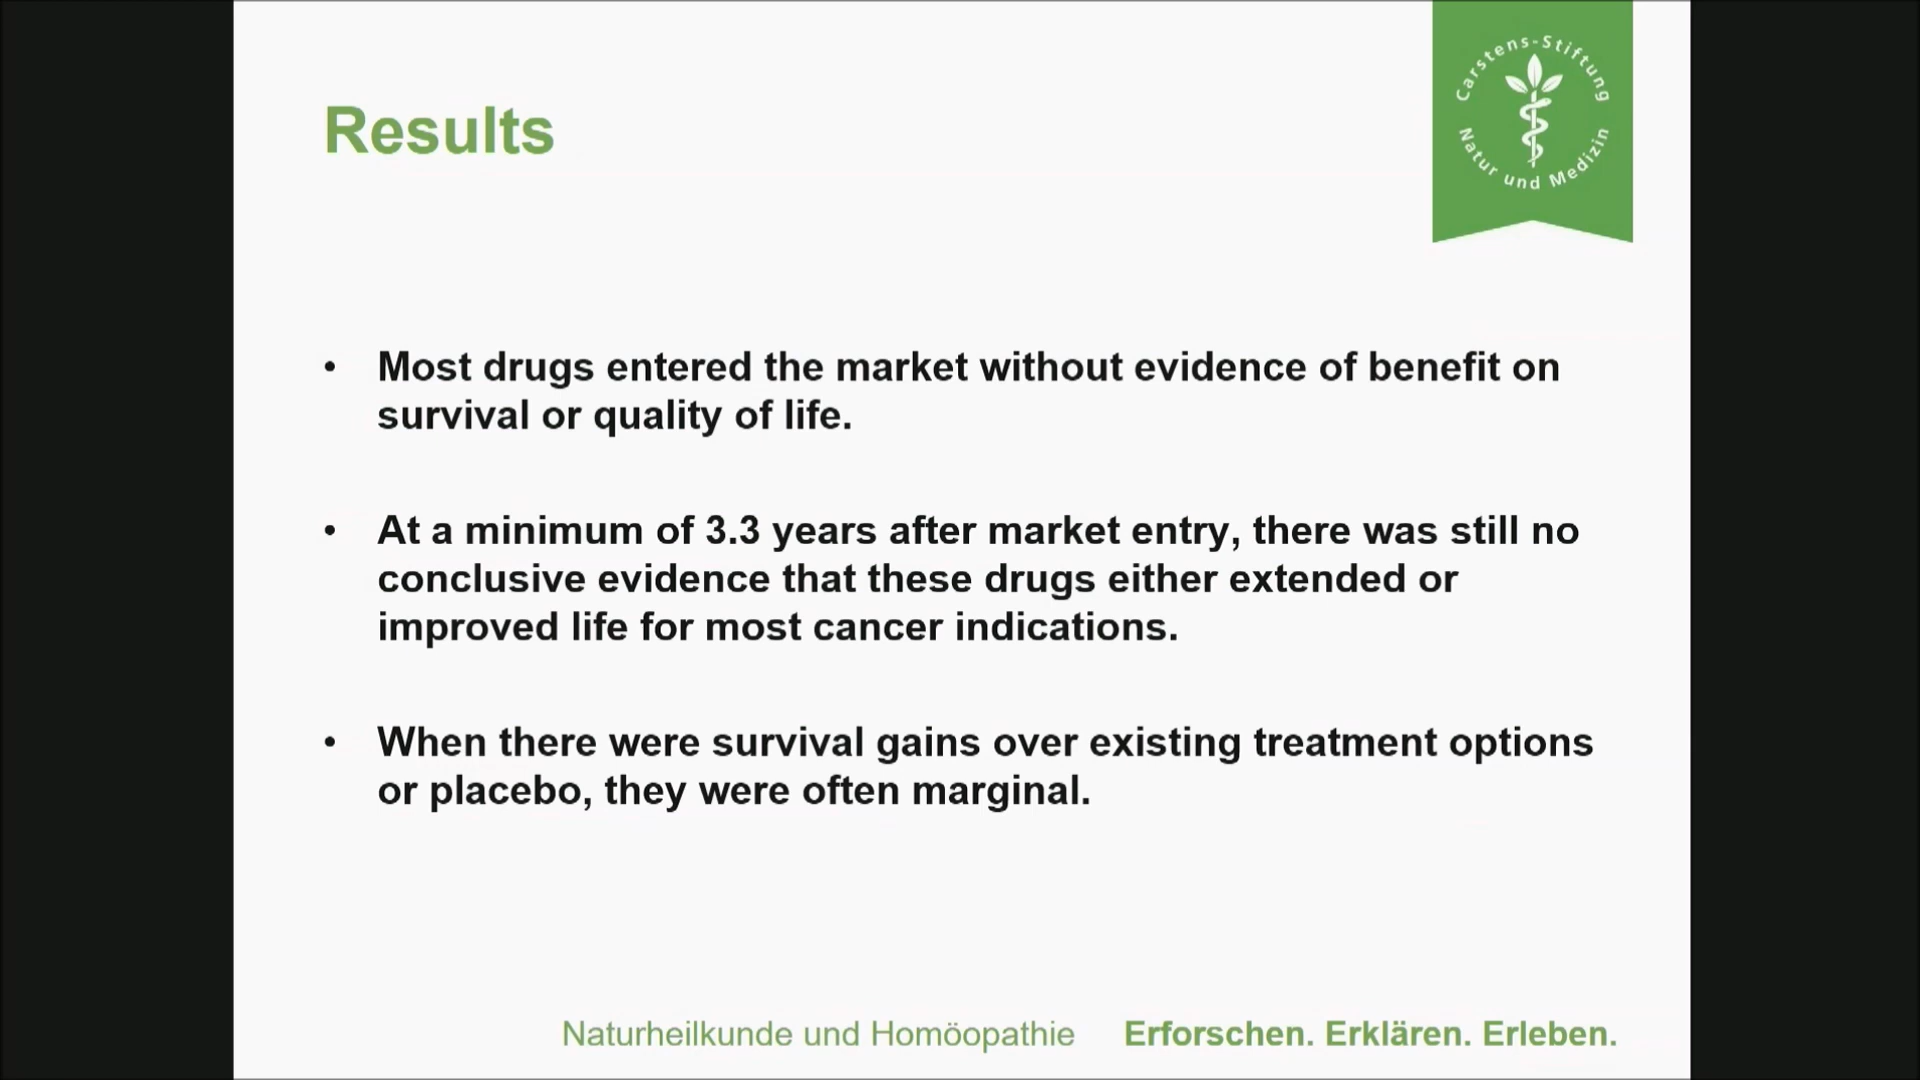 Carstens-Stiftung
Natur und Medizin
Results
• Most drugs entered the market without evidence of benefit on
survival or quality of life.
• At a minimum of 3.3 years after market entry, there was still no
conclusive evidence that these drugs either extended or
improved life for most cancer indications.
• When there were survival gains over existing treatment options
or placebo, they were often marginal.
Naturheilkunde und Homöopathie Erforschen. Erklären. Erleben.